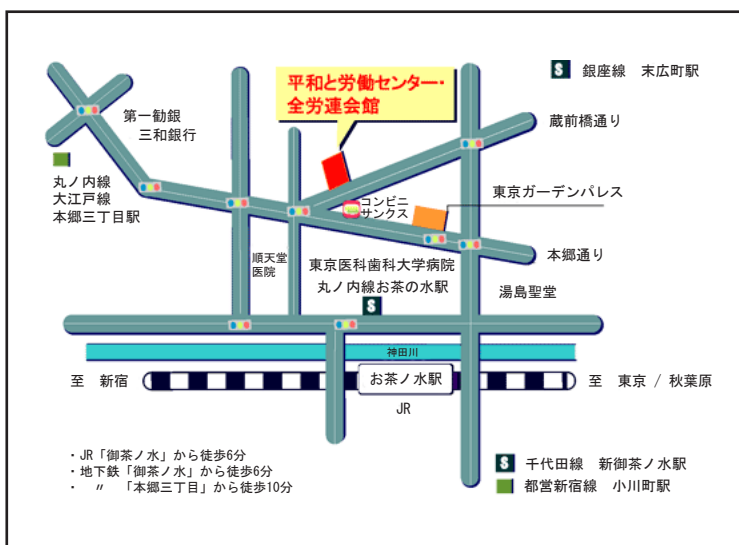 平和と労働センター・
全労連会館
S 銀座線 末広町駅
第一勧銀
三和銀行
蔵前橋通り
丸ノ内線
大江戸線
本郷三丁目駅
コンビニ
サンクス
東京ガーデンパレス
順天堂
医院
東京医科歯科大学病院
丸ノ内線お茶の水駅
S
本郷通り
湯島聖堂
神田川
至 新宿
お茶ノ水駅
至 東京 / 秋葉原
JR
・JR「御茶ノ水」から徒歩6分
・地下鉄「御茶ノ水」から徒歩6分
・ 〃 「本郷三丁目」から徒歩10分
S 千代田線 新御茶ノ水駅
都営新宿線 小川町駅